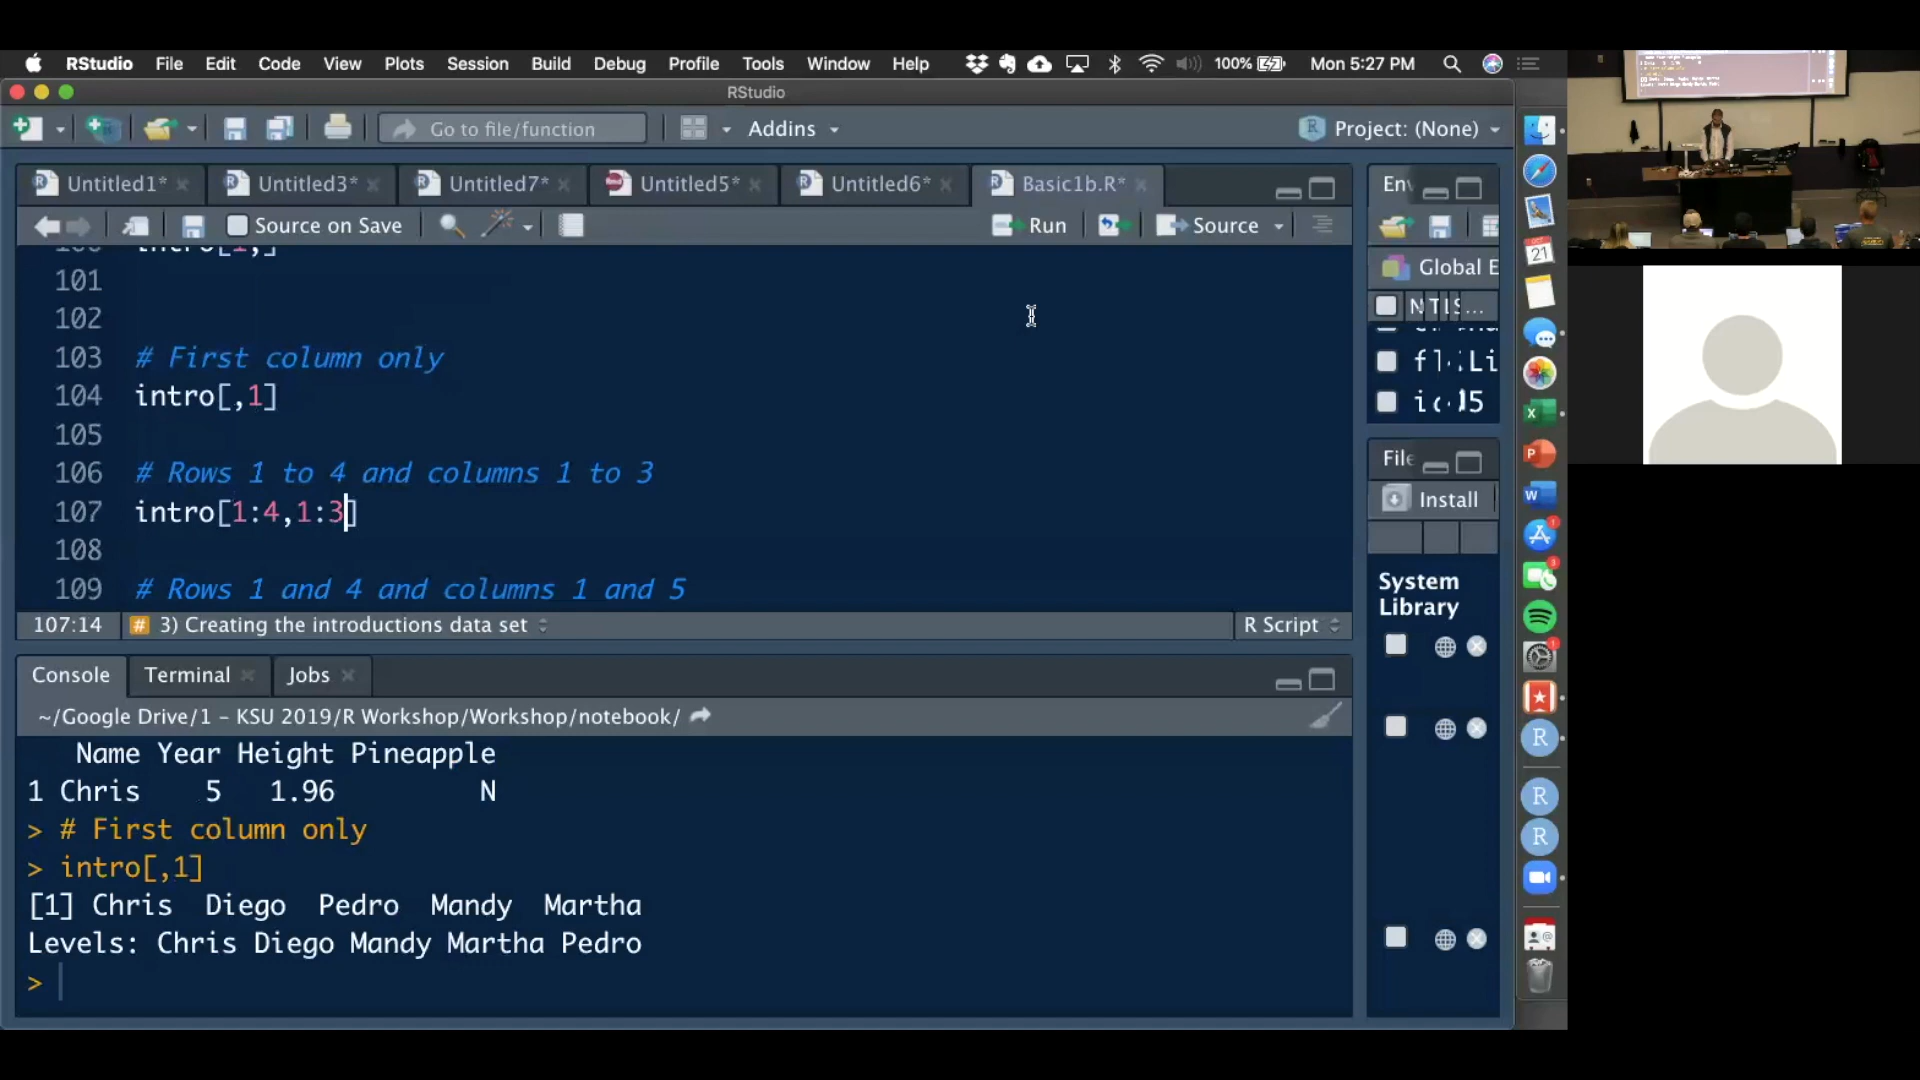 RStudio File Edit Code View Plots Session Build Debug Profile Tools Window Help 100% Mon 5:27 PM
RStudio
Go to file/function Addins Project: (None)
Untitled1* Untitled3* Untitled7* Untitled5* Untitled6* Basic1b.R*
Source on Save Run Source
100 intro[1,]
101
102
103 # First column only
104 intro[,1]
105
106 # Rows 1 to 4 and columns 1 to 3
107 intro[1:4,1:3]
108
109 # Rows 1 and 4 and columns 1 and 5
107:14 # 3) Creating the introductions data set R Script
Console Terminal Jobs
~/Google Drive/1 - KSU 2019/R Workshop/Workshop/notebook/
Name Year Height Pineapple
1 Chris 5 1.96 N
> # First column only
> intro[,1]
[1] Chris Diego Pedro Mandy Martha
Levels: Chris Diego Mandy Martha Pedro
>
Env
Global E
File
Install
System
Library
OCT
21